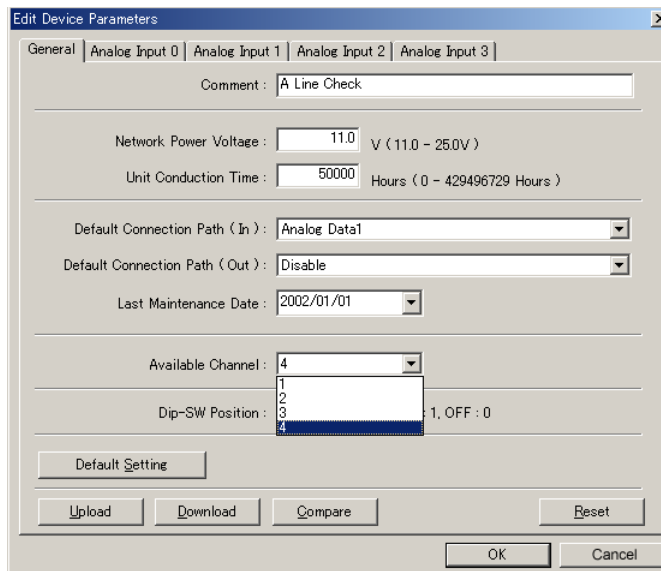 Edit Device Parameters
General Analog Input 0 Analog Input 1 Analog Input 2 Analog Input 3
Comment : A Line Check
Network Power Voltage : 11.0 V ( 11.0 - 25.0V )
Unit Conduction Time : 50000 Hours ( 0 - 429496729 Hours )
Default Connection Path ( In ) : Analog Data1
Default Connection Path ( Out ) : Disable
Last Maintenance Date : 2002/01/01
Available Channel : 4
1
2
Dip-SW Position : 3 : 1, OFF : 0
4
Default Setting
Upload Download Compare Reset
OK Cancel